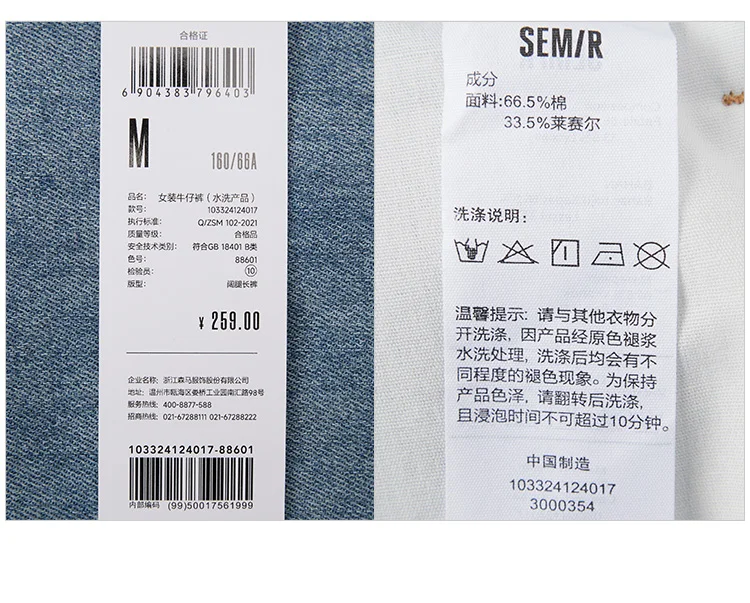 合格证
6 904383 796403
M
160/66A
品名: 女装牛仔裤(水洗产品)
款号: 103324124017
执行标准: Q/ZSM 102-2021
质量等级: 合格品
安全技术类别: 符合GB 18401 B类
色号: 88601
检验员: ⑩
版型: 阔腿长裤
¥ 259.00
企业名称: 浙江森马服饰股份有限公司
地址: 温州市瓯海区娄桥工业园南汇路98号
服务热线: 400-8877-588
招商热线: 021-67288111 021-67288222
103324124017-88601
内部编码 (99)50017561999
SEMIR
成分
面料:66.5%棉
33.5%莱赛尔
洗涤说明:
温馨提示: 请与其他衣物分
开洗涤, 因产品经原色褪浆
水洗处理, 洗涤后均会有不
同程度的褪色现象。为保持
产品色泽, 请翻转后洗涤,
且浸泡时间不可超过10分钟。
中国制造
103324124017
3000354